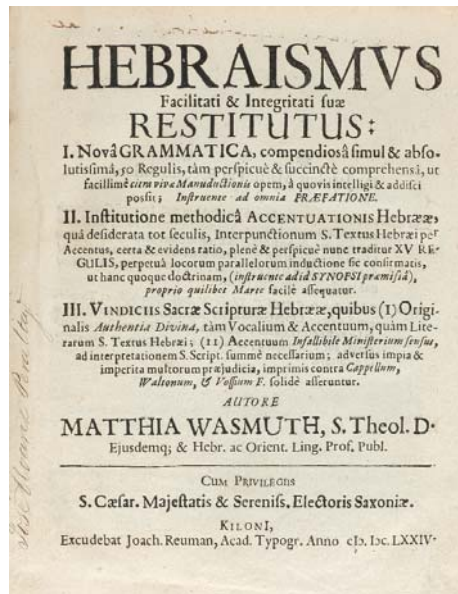 HEBRAISMVS
Facilitati & Integritati suæ
RESTITUTUS:
I. Novâ GRAMMATICA, compendiosâ simul & abso-
lutissimâ, 50 Regulis, tàm perspicuè & succinctè comprehensâ, ut
facillimè citra vivæ Manuductionis opem, à quovis intelligi & addisci
possit; Instruente ad omnia PRÆFATIONE.
II. Institutione methodicâ ACCENTUATIONIS Hebrææ,
quâ desiderata tot seculis, Interpunctionum S. Textus Hebræi per
Accentus, certa & evidens ratio, plenè & perspicuè nunc traditur XV RE-
GULIS, perpetuâ locorum parallelorum inductione sic confirmatis,
ut hanc quoque doctrinam, (instruente ad id SYNOPSI præmissâ),
proprio quilibet Marte facilè assequatur.
III. VINDICIIS Sacræ Scripturæ Hebrææ, quibus (I) Origi-
nalis Authentia Divina, tàm Vocalium & Accentuum, quàm Lite-
rarum S. Textus Hebræi; (II) Accentuum Infallibile Ministerium sensus,
ad interpretationem S. Script. summè necessarium; adversus impia &
imperita multorum præjudicia, imprimis contra Cappellum,
Waltonum, & Vossium F. solidè asseruntur.
AUTORE
MATTHIA WASMUTH, S. Theol. D.
Ejusdemq; & Hebr. ac Orient. Ling. Prof. Publ.
CUM PRIVILEGIIS
S. Cæsar. Majestatis & Sereniss. Electoris Saxoniæ.
KILONI,
Excudebat Joach. Reuman, Acad. Typogr. Anno cIɔ. Iɔc. LXXIV.